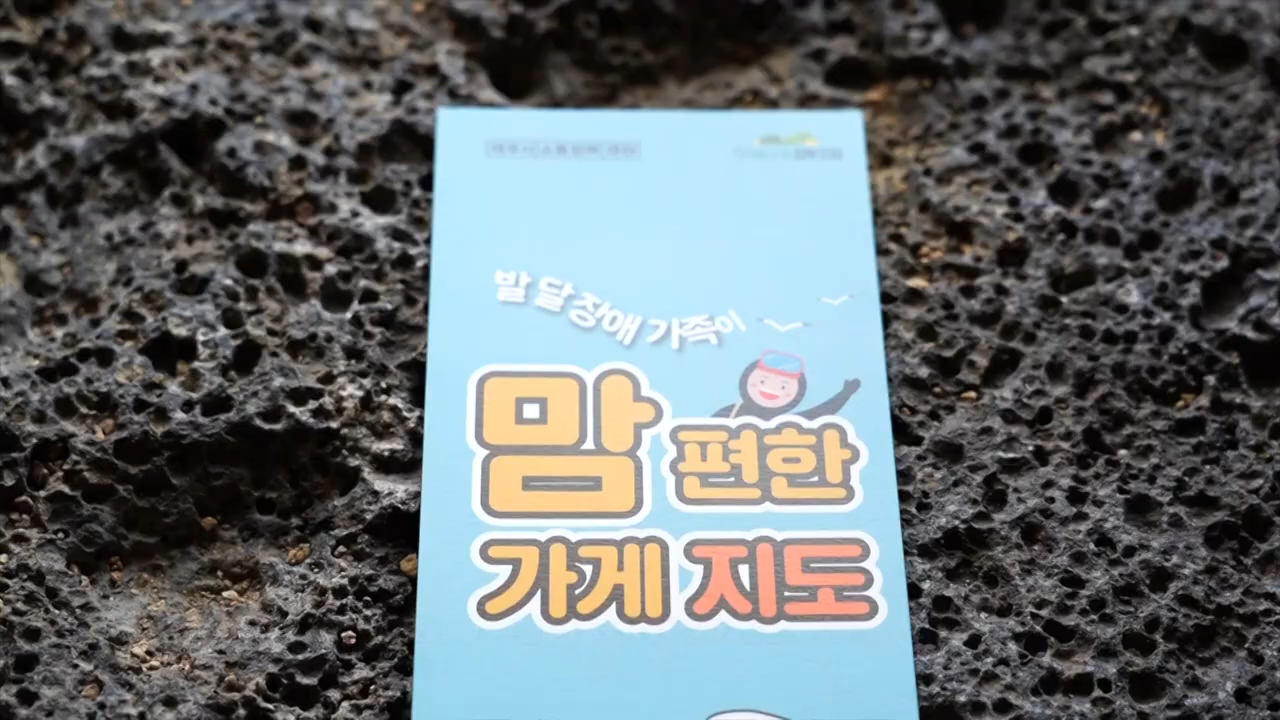 발달장애 가족이
맘편한
가게 지도